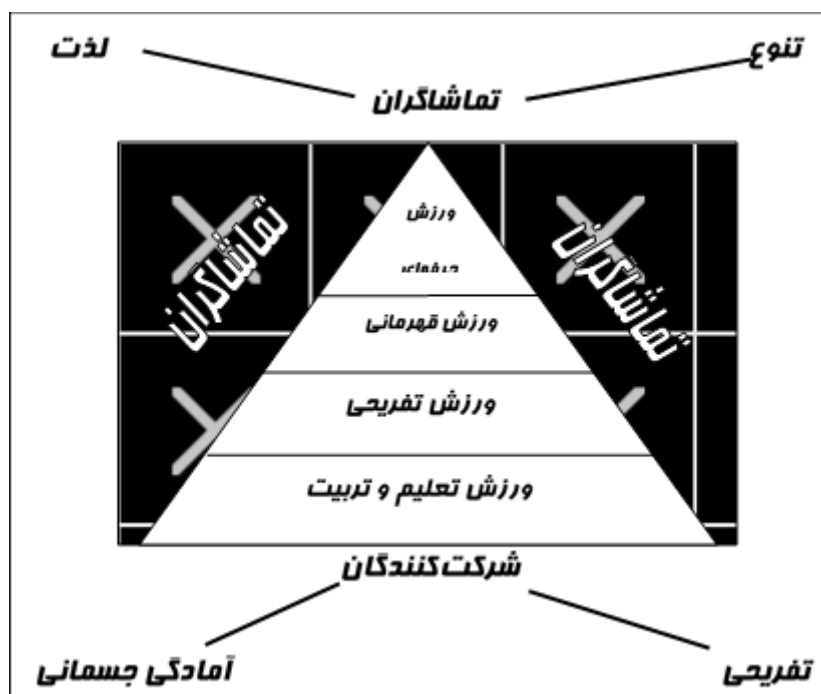 تنوع
لذت
تماشاگران
تماشاگران
تماشاگران
ورزش
ورزش قهرمانی
ورزش تفریحی
ورزش تعلیم و تربیت
شرکت‌کنندگان
تفریحی
آمادگی جسمانی